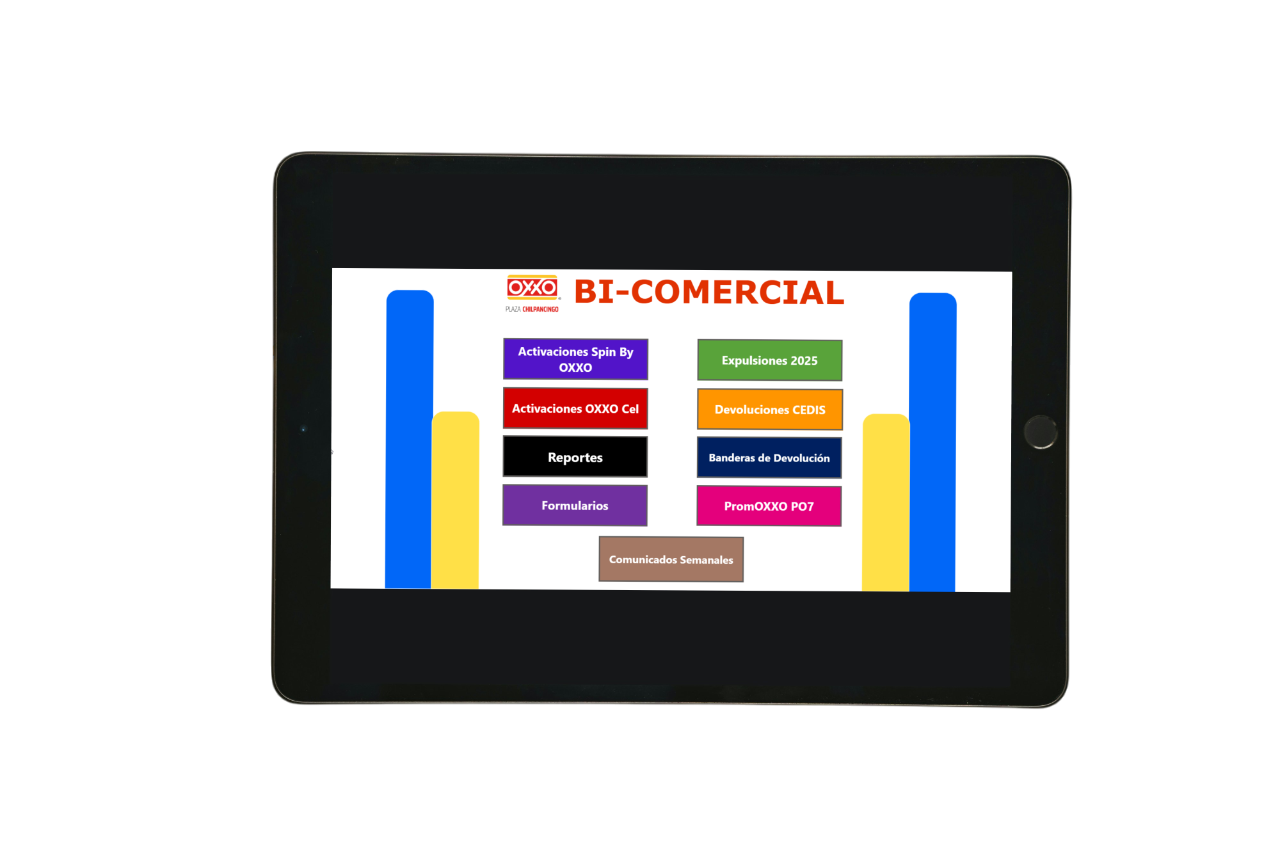 OXXO
BI-COMERCIAL
PLAZA CHILPANCINGO
Activaciones Spin By
OXXO
Expulsiones 2025
Activaciones OXXO Cel
Devoluciones CEDIS
Reportes
Banderas de Devolución
Formularios
PromOXXO PO7
Comunicados Semanales